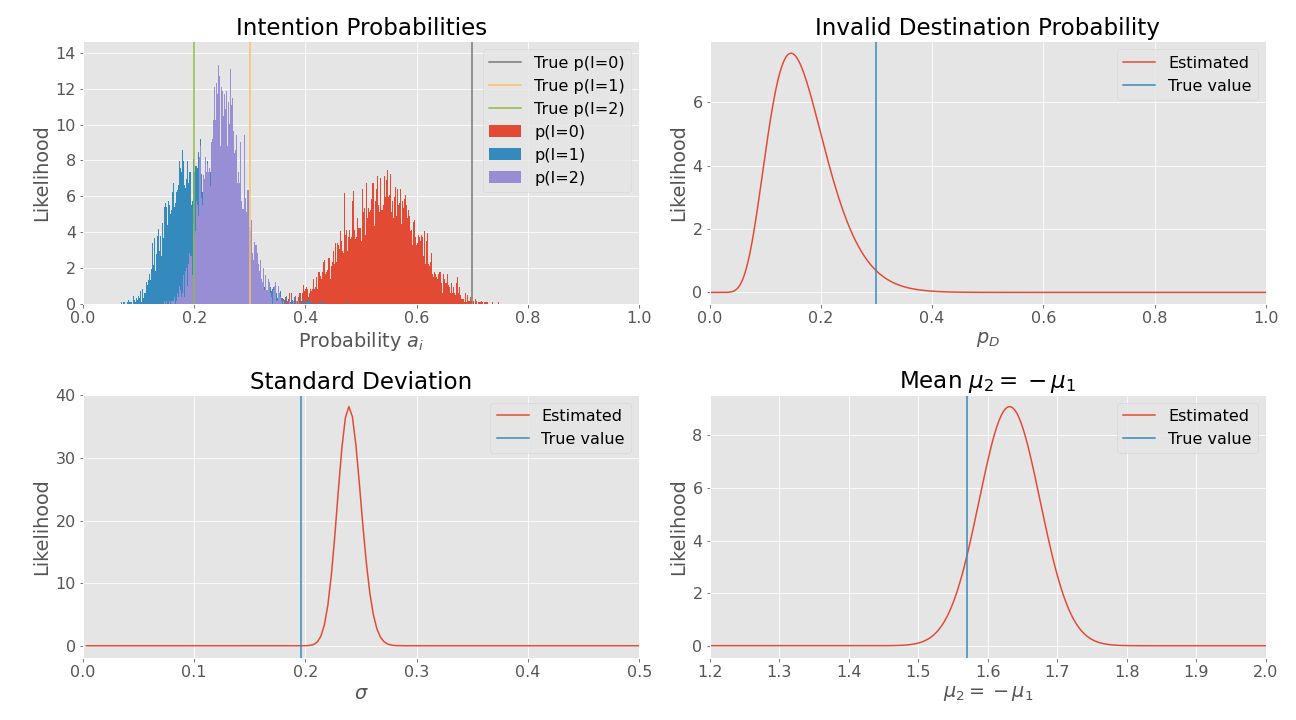 Intention Probabilities
14
12
10
8
6
4
2
0
Likelihood
True p(I=0)
True p(I=1)
True p(I=2)
p(I=0)
p(I=1)
p(I=2)
0.0 0.2 0.4 0.6 0.8 1.0
Probability $a_i$
Invalid Destination Probability
6
4
2
0
Likelihood
Estimated
True value
0.0 0.2 0.4 0.6 0.8 1.0
$p_D$
Standard Deviation
40
30
20
10
0
Likelihood
Estimated
True value
0.0 0.1 0.2 0.3 0.4 0.5
σ
Mean $\mu_2 = -\mu_1$
8
6
4
2
0
Likelihood
Estimated
True value
1.2 1.3 1.4 1.5 1.6 1.7 1.8 1.9 2.0
$\mu_2 = -\mu_1$